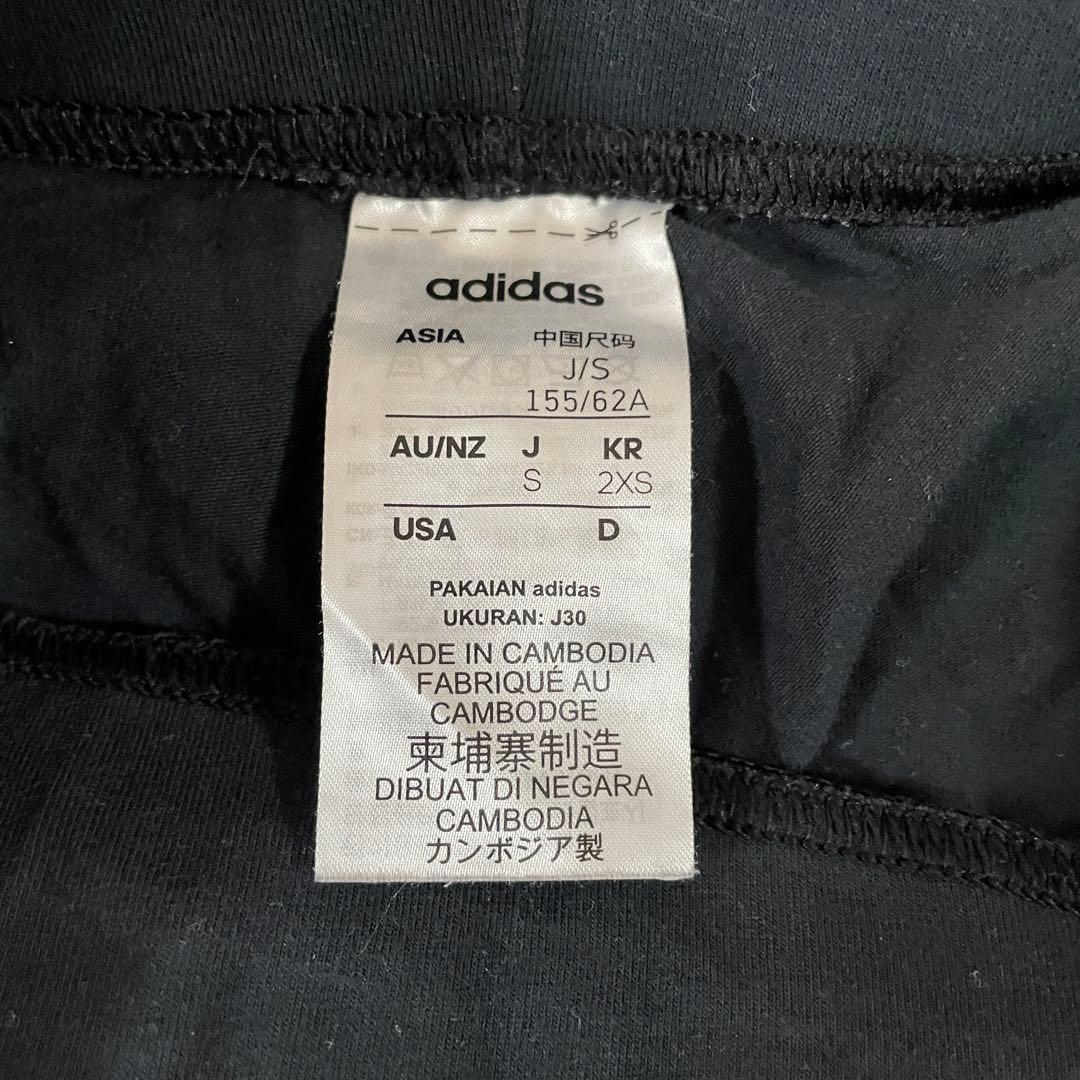 adidas
ASIA 中国尺码
J/S
155/62A
AU/NZ J KR
S 2XS
USA D
PAKAIAN adidas
UKURAN: J30
MADE IN CAMBODIA
FABRIQUÉ AU
CAMBODGE
柬埔寨制造
DIBUAT DI NEGARA
CAMBODIA
カンボジア製